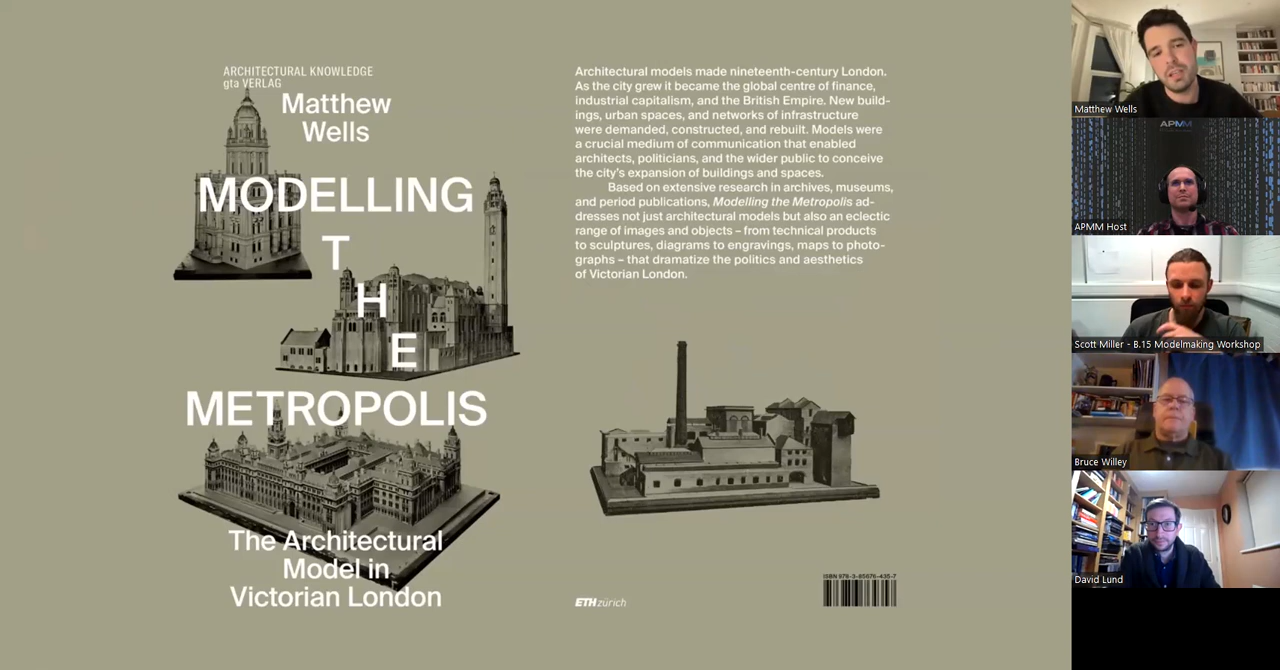 ARCHITECTURAL KNOWLEDGE
gta VERLAG
Matthew
Wells
MODELLING
T
H
E
METROPOLIS
The Architectural
Model in
Victorian London
Architectural models made nineteenth-century London.
As the city grew it became the global centre of finance,
industrial capitalism, and the British Empire. New build-
ings, urban spaces, and networks of infrastructure
were demanded, constructed, and rebuilt. Models were
a crucial medium of communication that enabled
architects, politicians, and the wider public to conceive
the city's expansion of buildings and spaces.
Based on extensive research in archives, museums,
and period publications, Modelling the Metropolis ad-
dresses not just architectural models but also an eclectic
range of images and objects – from technical products
to sculptures, diagrams to engravings, maps to photo-
graphs – that dramatize the politics and aesthetics
of Victorian London.
ETH zürich
ISBN 978-3-85676-435-7
Matthew Wells
APMM
APMM Host
Scott Miller - B.15 Modelmaking Workshop
Bruce Willey
David Lund